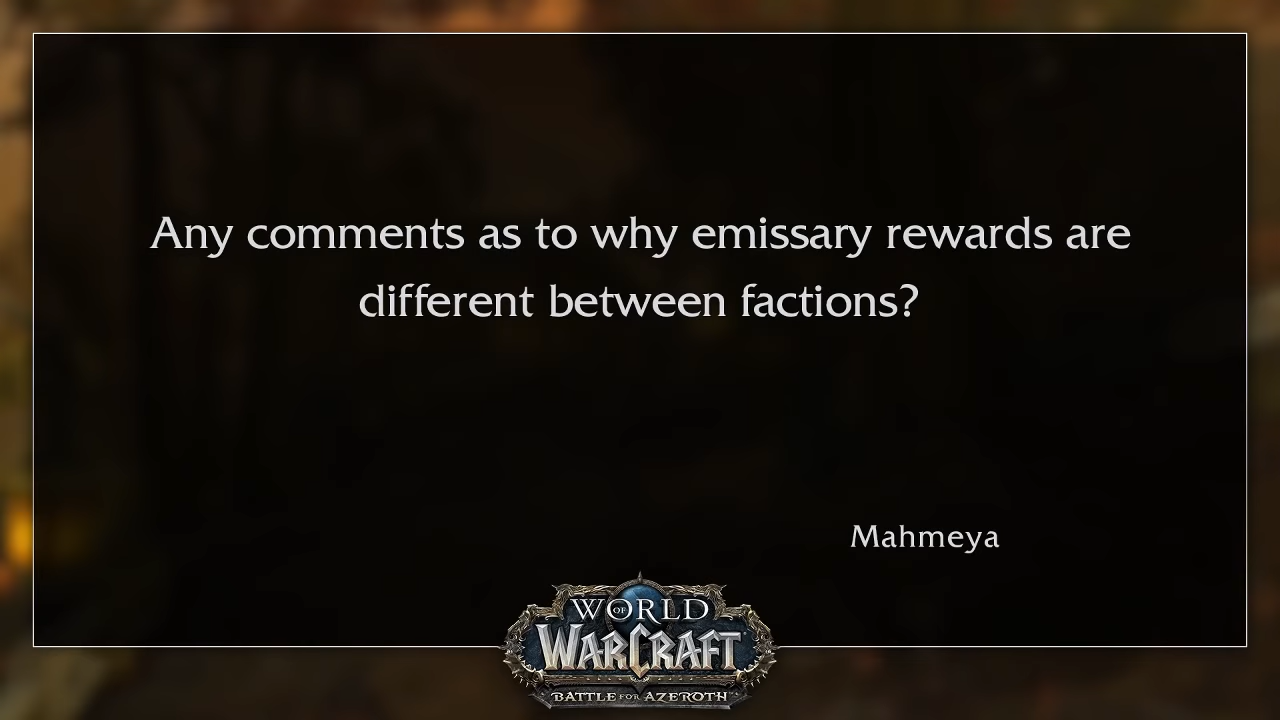 Any comments as to why emissary rewards are
different between factions?
Mahmeya
WORLD OF
WARCRAFT
BATTLE FOR AZEROTH